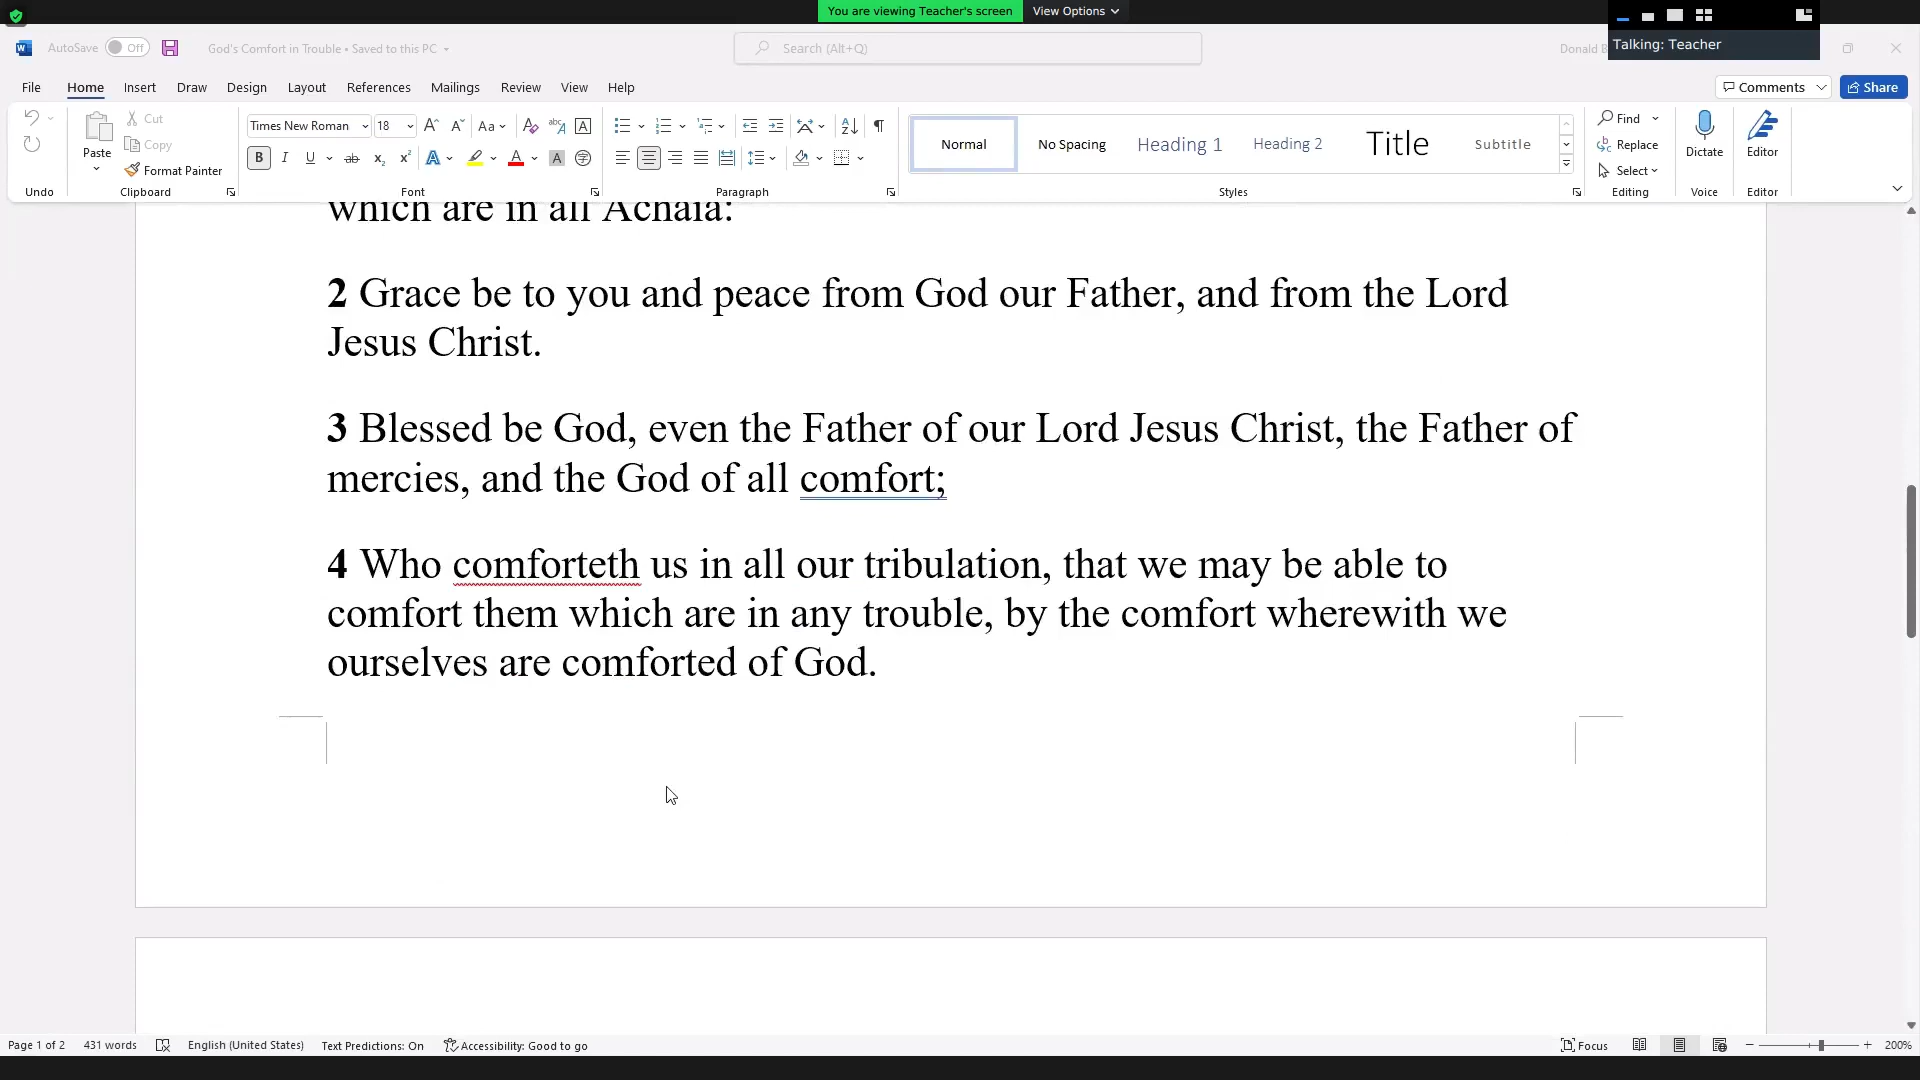 You are viewing Teacher's screen View Options
Talking: Teacher
AutoSave Off God's Comfort in Trouble • Saved to this PC Search (Alt+Q) Donald
File Home Insert Draw Design Layout References Mailings Review View Help Comments Share
Times New Roman 18 Aa
Cut
Copy
Format Painter
Paste
Normal No Spacing Heading 1 Heading 2 Title Subtitle
Find
Replace
Select
Dictate
Editor
Undo Clipboard Font Paragraph Styles Editing Voice Editor
which are in all Achaia:
2 Grace be to you and peace from God our Father, and from the Lord
Jesus Christ.
3 Blessed be God, even the Father of our Lord Jesus Christ, the Father of
mercies, and the God of all comfort;
4 Who comforteth us in all our tribulation, that we may be able to
comfort them which are in any trouble, by the comfort wherewith we
ourselves are comforted of God.
Page 1 of 2 431 words English (United States) Text Predictions: On Accessibility: Good to go Focus 200%